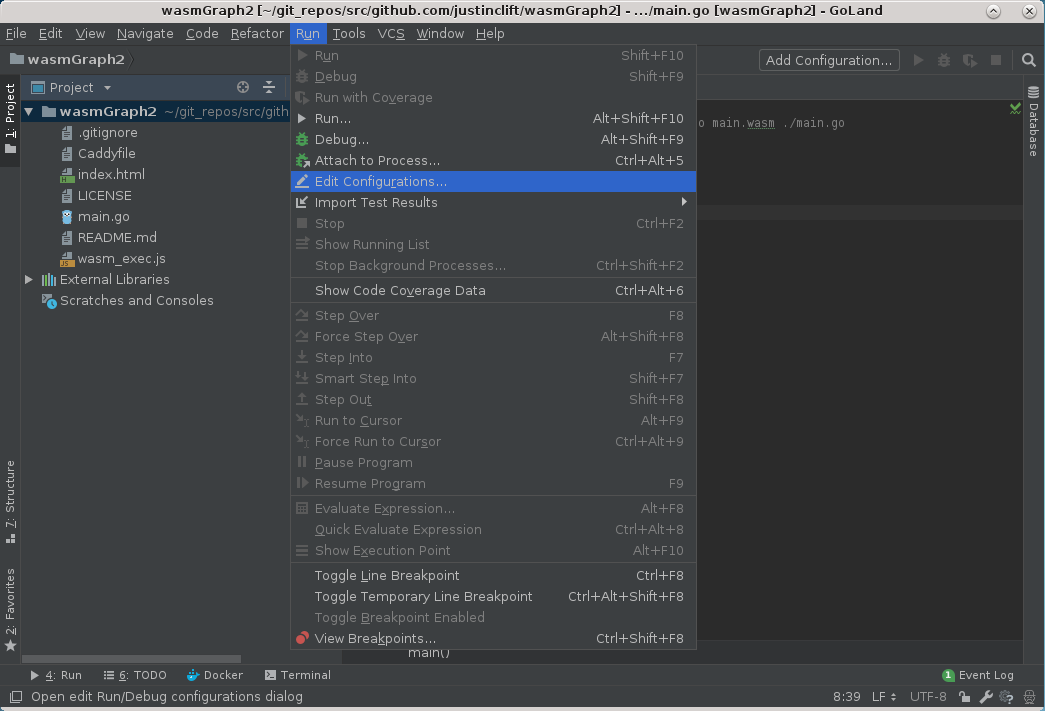 wasmGraph2 [~/git_repos/src/github.com/justinclift/wasmGraph2] - .../main.go [wasmGraph2] - GoLand
File Edit View Navigate Code Refactor Run Tools VCS Window Help
wasmGraph2
Add Configuration...
Project
wasmGraph2 ~/git_repos/src/gith
.gitignore
Caddyfile
index.html
LICENSE
main.go
README.md
wasm_exec.js
External Libraries
Scratches and Consoles
1: Project
7: Structure
2: Favorites
Run Shift+F10
Debug Shift+F9
Run with Coverage
Run... Alt+Shift+F10
Debug... Alt+Shift+F9
Attach to Process... Ctrl+Alt+5
Edit Configurations...
Import Test Results
Stop Ctrl+F2
Show Running List
Stop Background Processes... Ctrl+Shift+F2
Show Code Coverage Data Ctrl+Alt+6
Step Over F8
Force Step Over Alt+Shift+F8
Step Into F7
Smart Step Into Shift+F7
Step Out Shift+F8
Run to Cursor Alt+F9
Force Run to Cursor Ctrl+Alt+9
Pause Program
Resume Program F9
Evaluate Expression... Alt+F8
Quick Evaluate Expression Ctrl+Alt+8
Show Execution Point Alt+F10
Toggle Line Breakpoint Ctrl+F8
Toggle Temporary Line Breakpoint Ctrl+Alt+Shift+F8
Toggle Breakpoint Enabled
View Breakpoints... Ctrl+Shift+F8
o main.wasm ./main.go
Database
main()
4: Run 6: TODO Docker Terminal 1 Event Log
Open edit Run/Debug configurations dialog 8:39 LF UTF-8